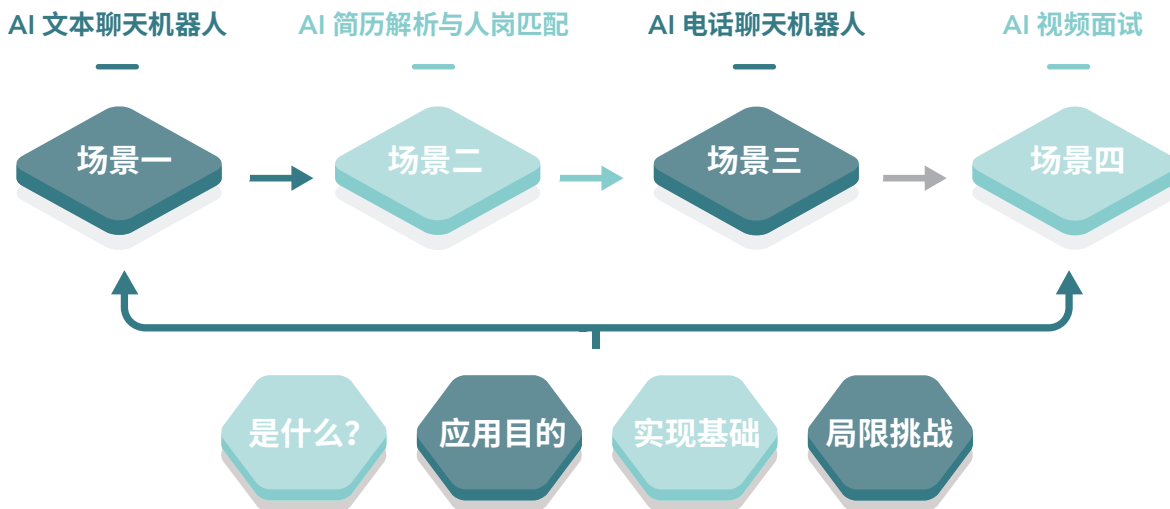 AI 文本聊天机器人
AI 简历解析与人岗匹配
AI 电话聊天机器人
AI 视频面试
场景一
场景二
场景三
场景四
是什么？
应用目的
实现基础
局限挑战